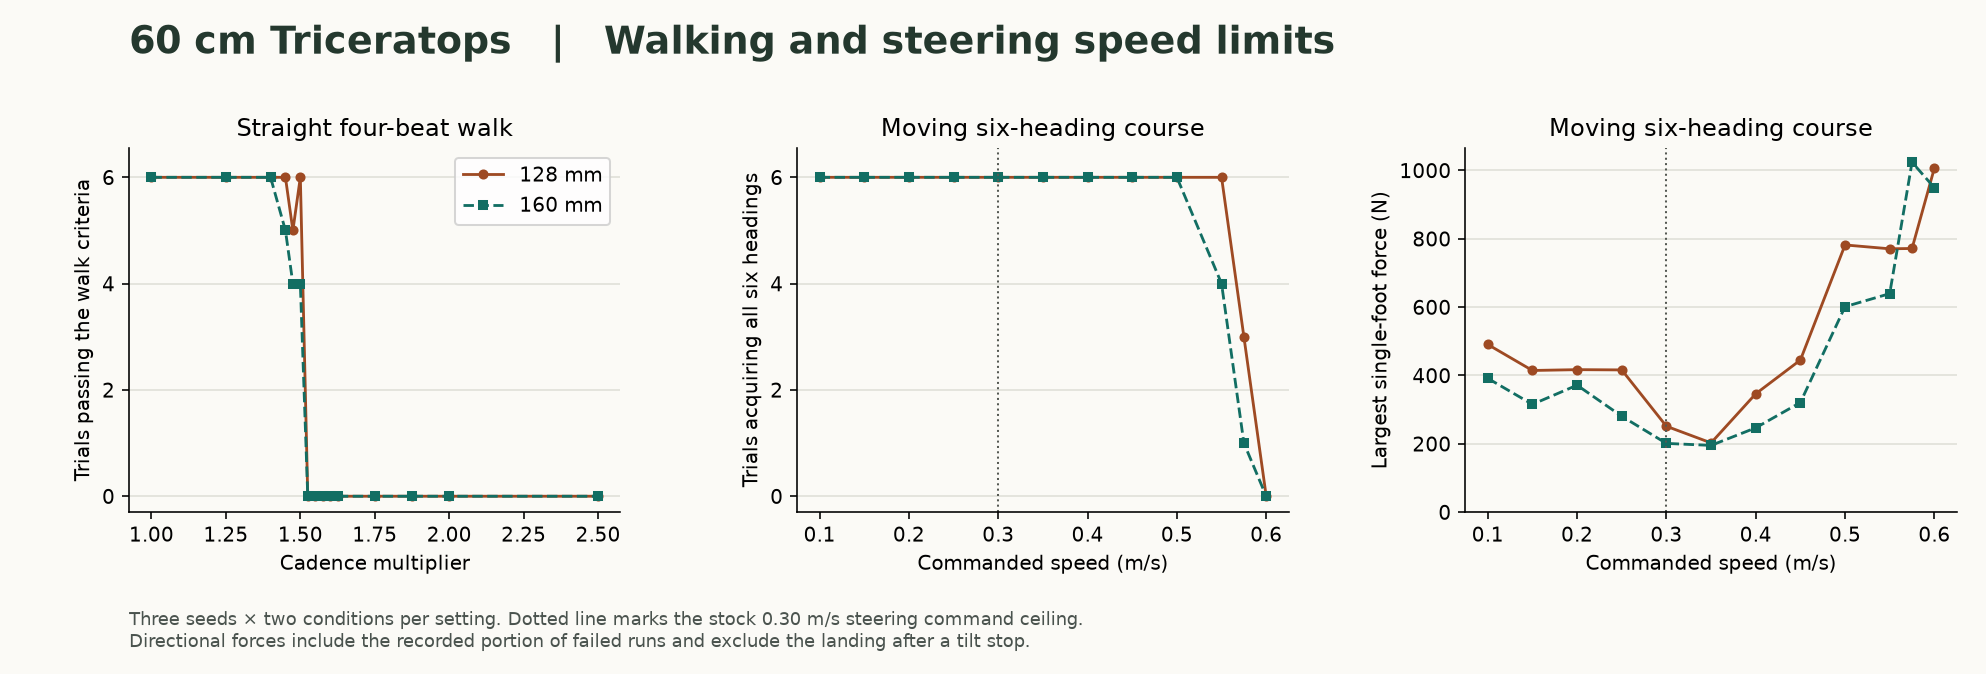 60 cm Triceratops | Walking and steering speed limits
Straight four-beat walk
Trials passing the walk criteria
6
4
2
0
128 mm
160 mm
1.00 1.25 1.50 1.75 2.00 2.25 2.50
Cadence multiplier
Moving six-heading course
Trials acquiring all six headings
6
4
2
0
0.1 0.2 0.3 0.4 0.5 0.6
Commanded speed (m/s)
Moving six-heading course
Largest single-foot force (N)
1000
800
600
400
200
0
0.1 0.2 0.3 0.4 0.5 0.6
Commanded speed (m/s)
Three seeds × two conditions per setting. Dotted line marks the stock 0.30 m/s steering command ceiling.
Directional forces include the recorded portion of failed runs and exclude the landing after a tilt stop.